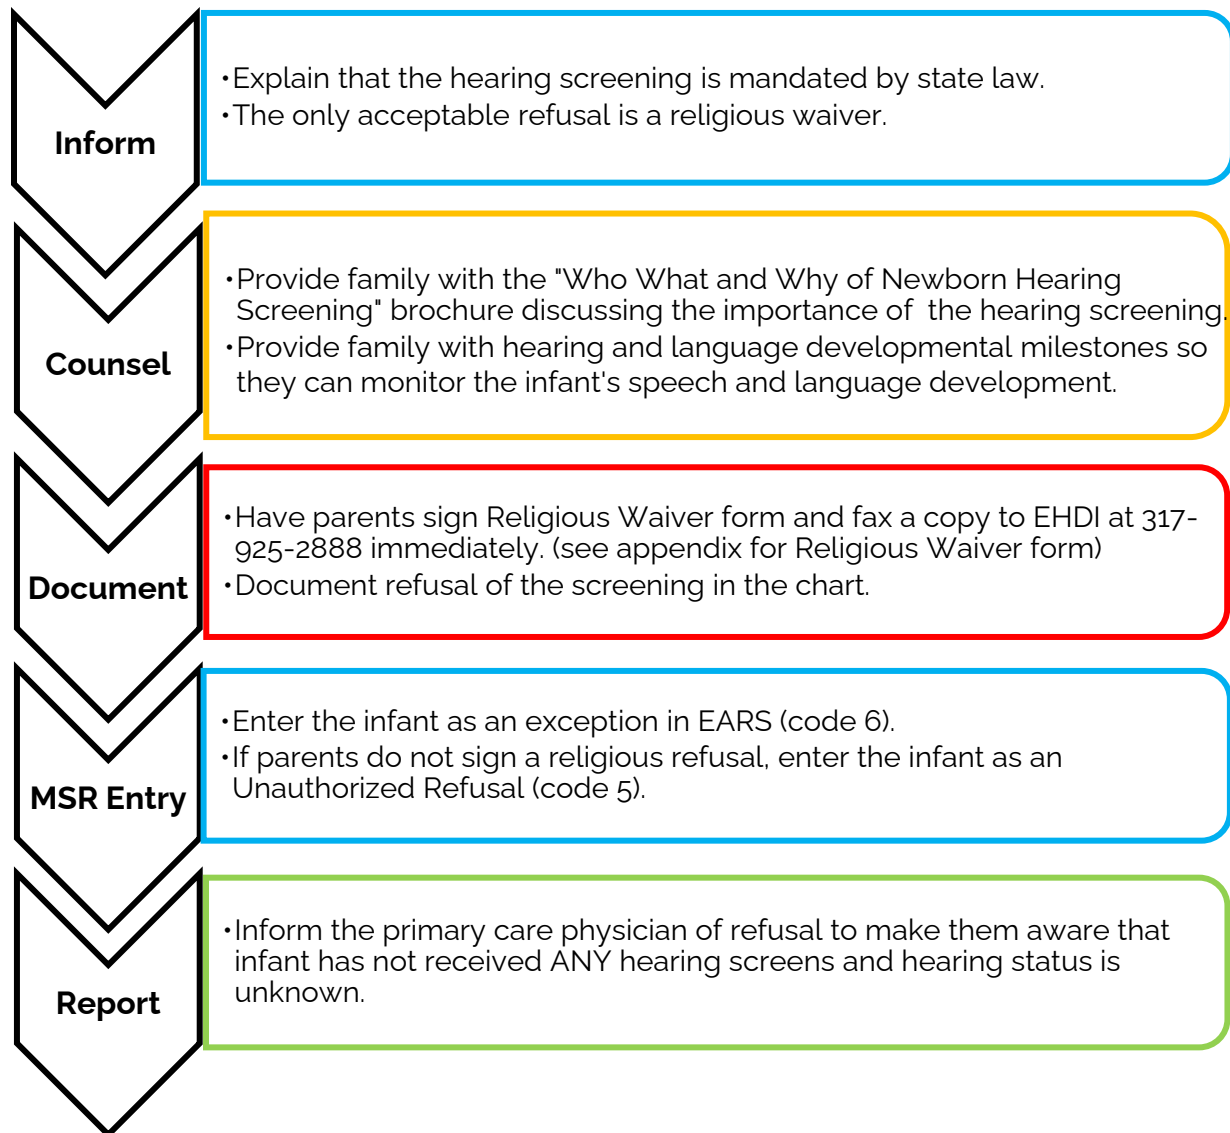 Inform
•Explain that the hearing screening is mandated by state law.
•The only acceptable refusal is a religious waiver.
Counsel
•Provide family with the "Who What and Why of Newborn Hearing
Screening" brochure discussing the importance of  the hearing screening.
•Provide family with hearing and language developmental milestones so
they can monitor the infant's speech and language development.
Document
•Have parents sign Religious Waiver form and fax a copy to EHDI at 317-
925-2888 immediately. (see appendix for Religious Waiver form)
•Document refusal of the screening in the chart.
MSR Entry
•Enter the infant as an exception in EARS (code 6).
•If parents do not sign a religious refusal, enter the infant as an
Unauthorized Refusal (code 5).
Report
•Inform the primary care physician of refusal to make them aware that
infant has not received ANY hearing screens and hearing status is
unknown.